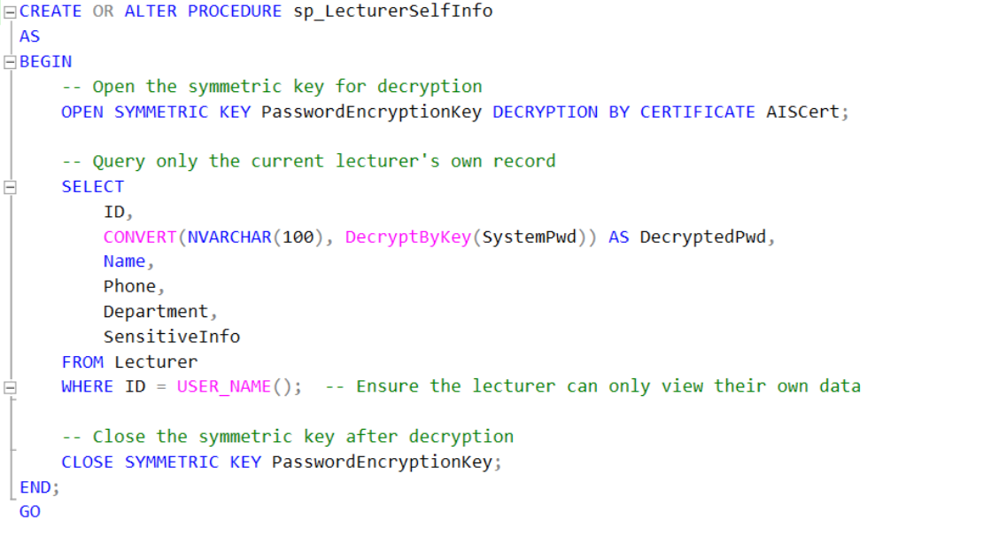 CREATE OR ALTER PROCEDURE sp_LecturerSelfInfo
AS
BEGIN
    -- Open the symmetric key for decryption
    OPEN SYMMETRIC KEY PasswordEncryptionKey DECRYPTION BY CERTIFICATE AISCert;

    -- Query only the current lecturer's own record
    SELECT
        ID,
        CONVERT(NVARCHAR(100), DecryptByKey(SystemPwd)) AS DecryptedPwd,
        Name,
        Phone,
        Department,
        SensitiveInfo
    FROM Lecturer
    WHERE ID = USER_NAME();  -- Ensure the lecturer can only view their own data

    -- Close the symmetric key after decryption
    CLOSE SYMMETRIC KEY PasswordEncryptionKey;
END;
GO